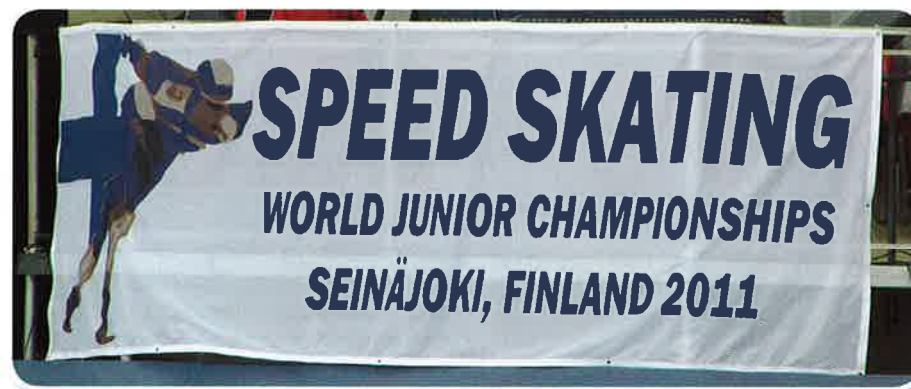 SPEED SKATING
WORLD JUNIOR CHAMPIONSHIPS
SEINÄJOKI, FINLAND 2011